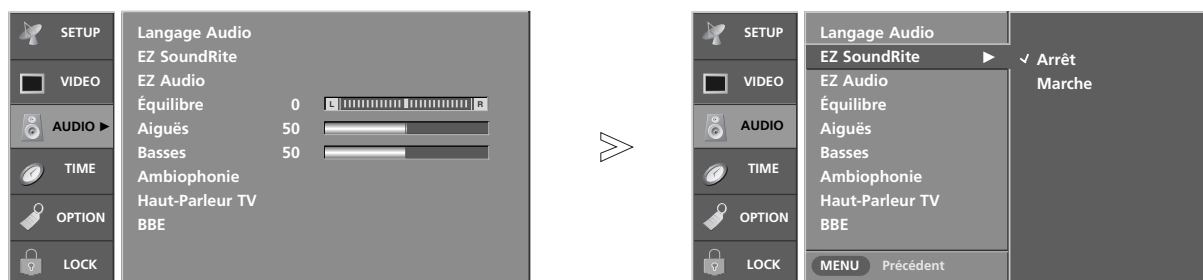 SETUP
VIDEO
AUDIO
TIME
OPTION
LOCK
Langage Audio
EZ SoundRite
EZ Audio
Équilibre 0 L R
Aiguës 50
Basses 50
Ambiophonie
Haut-Parleur TV
BBE
SETUP
VIDEO
AUDIO
TIME
OPTION
LOCK
Langage Audio
EZ SoundRite
EZ Audio
Équilibre
Aiguës
Basses
Ambiophonie
Haut-Parleur TV
BBE
MENU Précédent
Arrêt
Marche